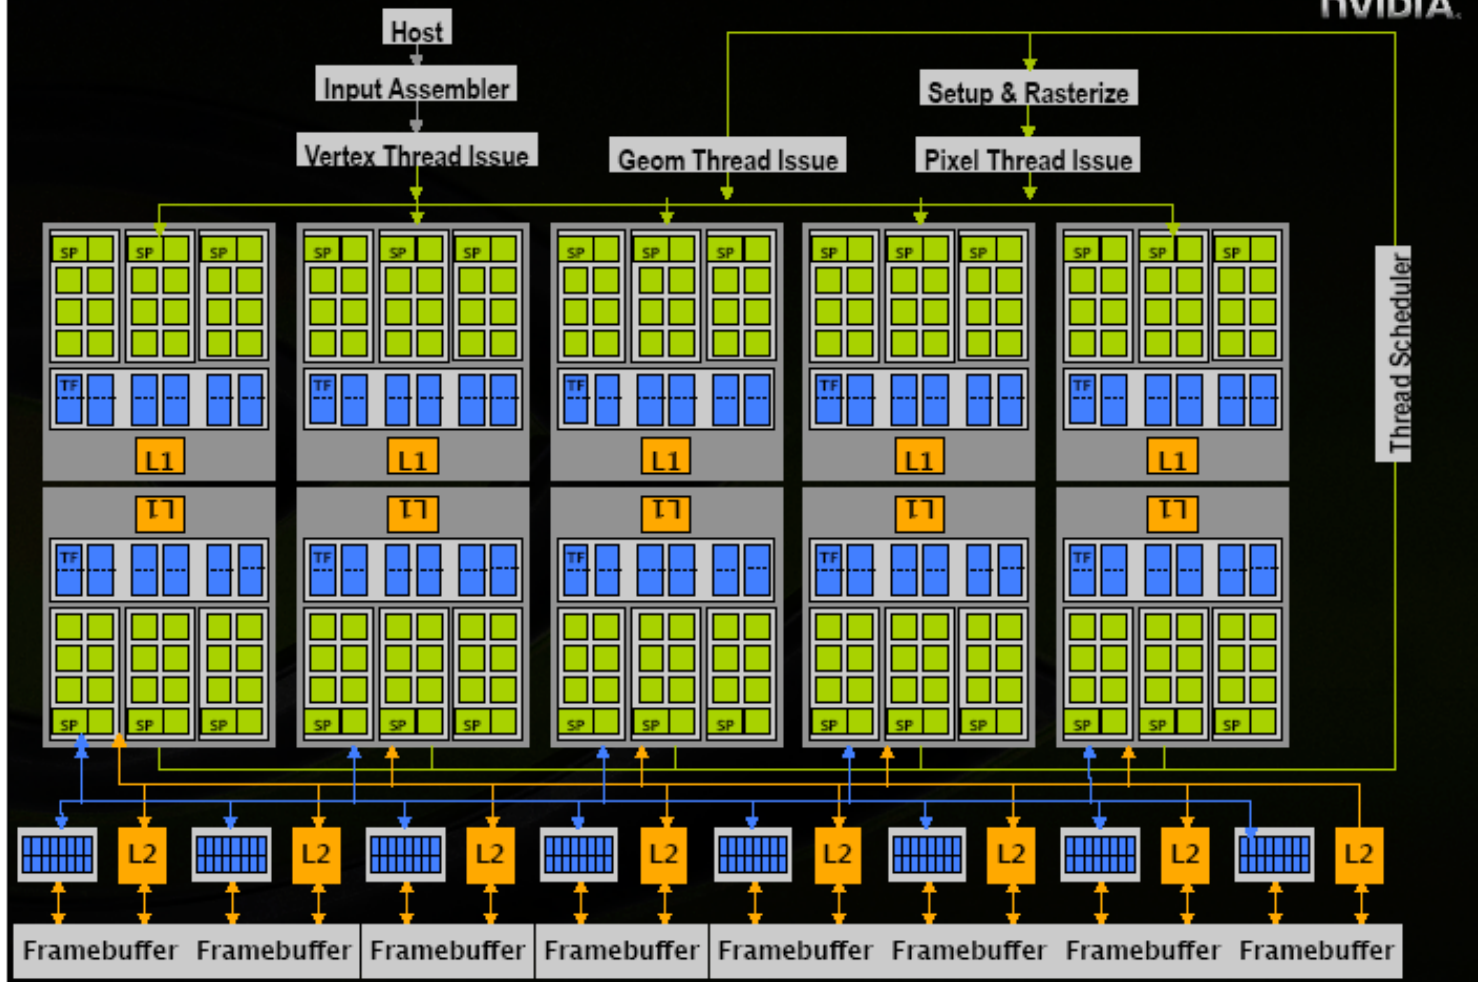 NVIDIA
Host
Input Assembler
Setup & Rasterize
Vertex Thread Issue
Geom Thread Issue
Pixel Thread Issue
Thread Scheduler
SP SP SP SP SP SP SP SP SP SP SP SP SP SP SP
TF TF TF TF TF
L1 L1 L1 L1 L1
L1 L1 L1 L1 L1
TF TF TF TF TF
SP SP SP SP SP SP SP SP SP SP SP SP SP SP SP
L2 L2 L2 L2 L2 L2 L2 L2
Framebuffer Framebuffer Framebuffer Framebuffer Framebuffer Framebuffer Framebuffer Framebuffer